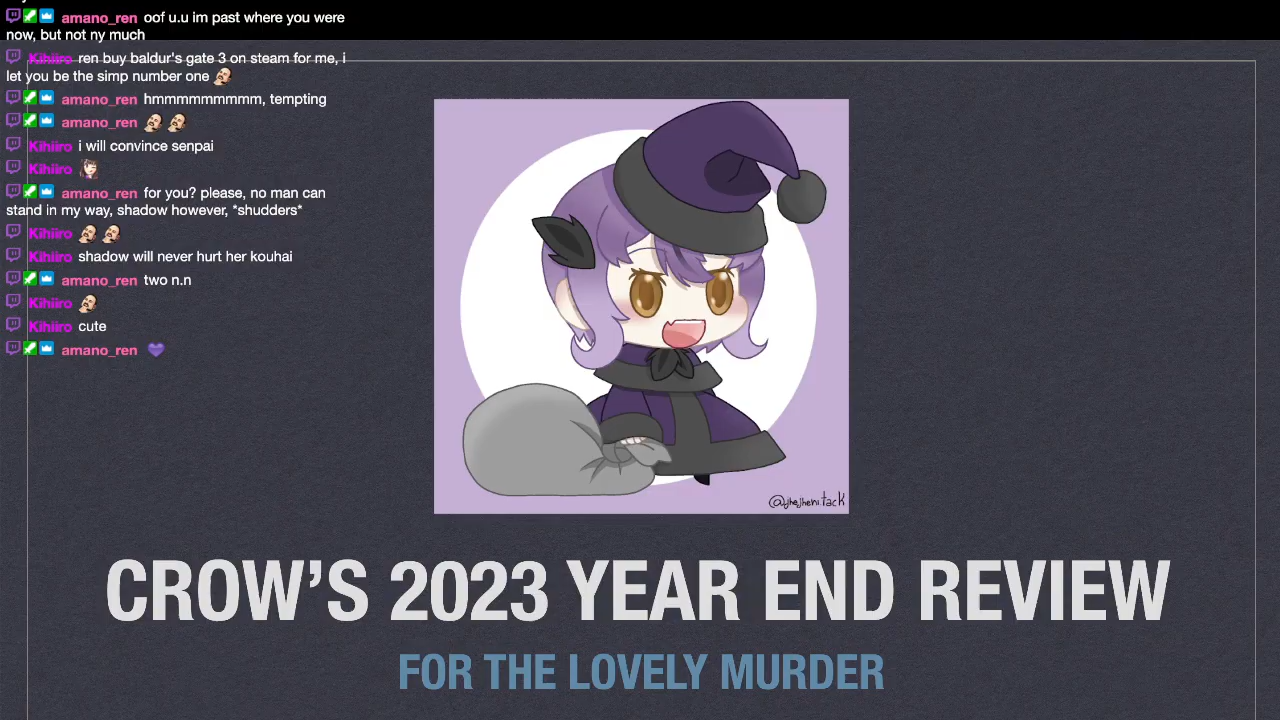 amano_ren oof u.u im past where you were
now, but not ny much
Kihiiro ren buy baldur's gate 3 on steam for me, i
let you be the simp number one
amano_ren hmmmmmmmmm, tempting
amano_ren
Kihiiro i will convince senpai
Kihiiro
amano_ren for you? please, no man can
stand in my way, shadow however, *shudders*
Kihiiro
Kihiiro shadow will never hurt her kouhai
amano_ren two n.n
Kihiiro
Kihiiro cute
amano_ren
@jhejheni.tack
CROW'S 2023 YEAR END REVIEW
FOR THE LOVELY MURDER